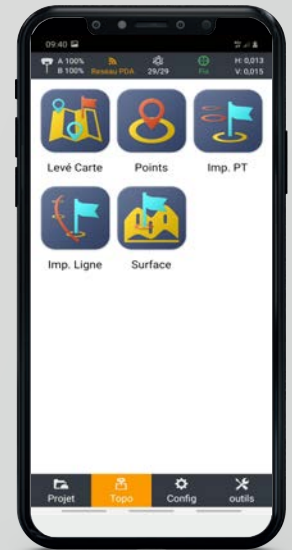 09:40
A 100%
B 100%
Reseau PDA
29/29
Fix
H: 0,013
V: 0,015
Levé Carte
Points
Imp. PT
Imp. Ligne
Surface
Projet
Topo
Config
outils